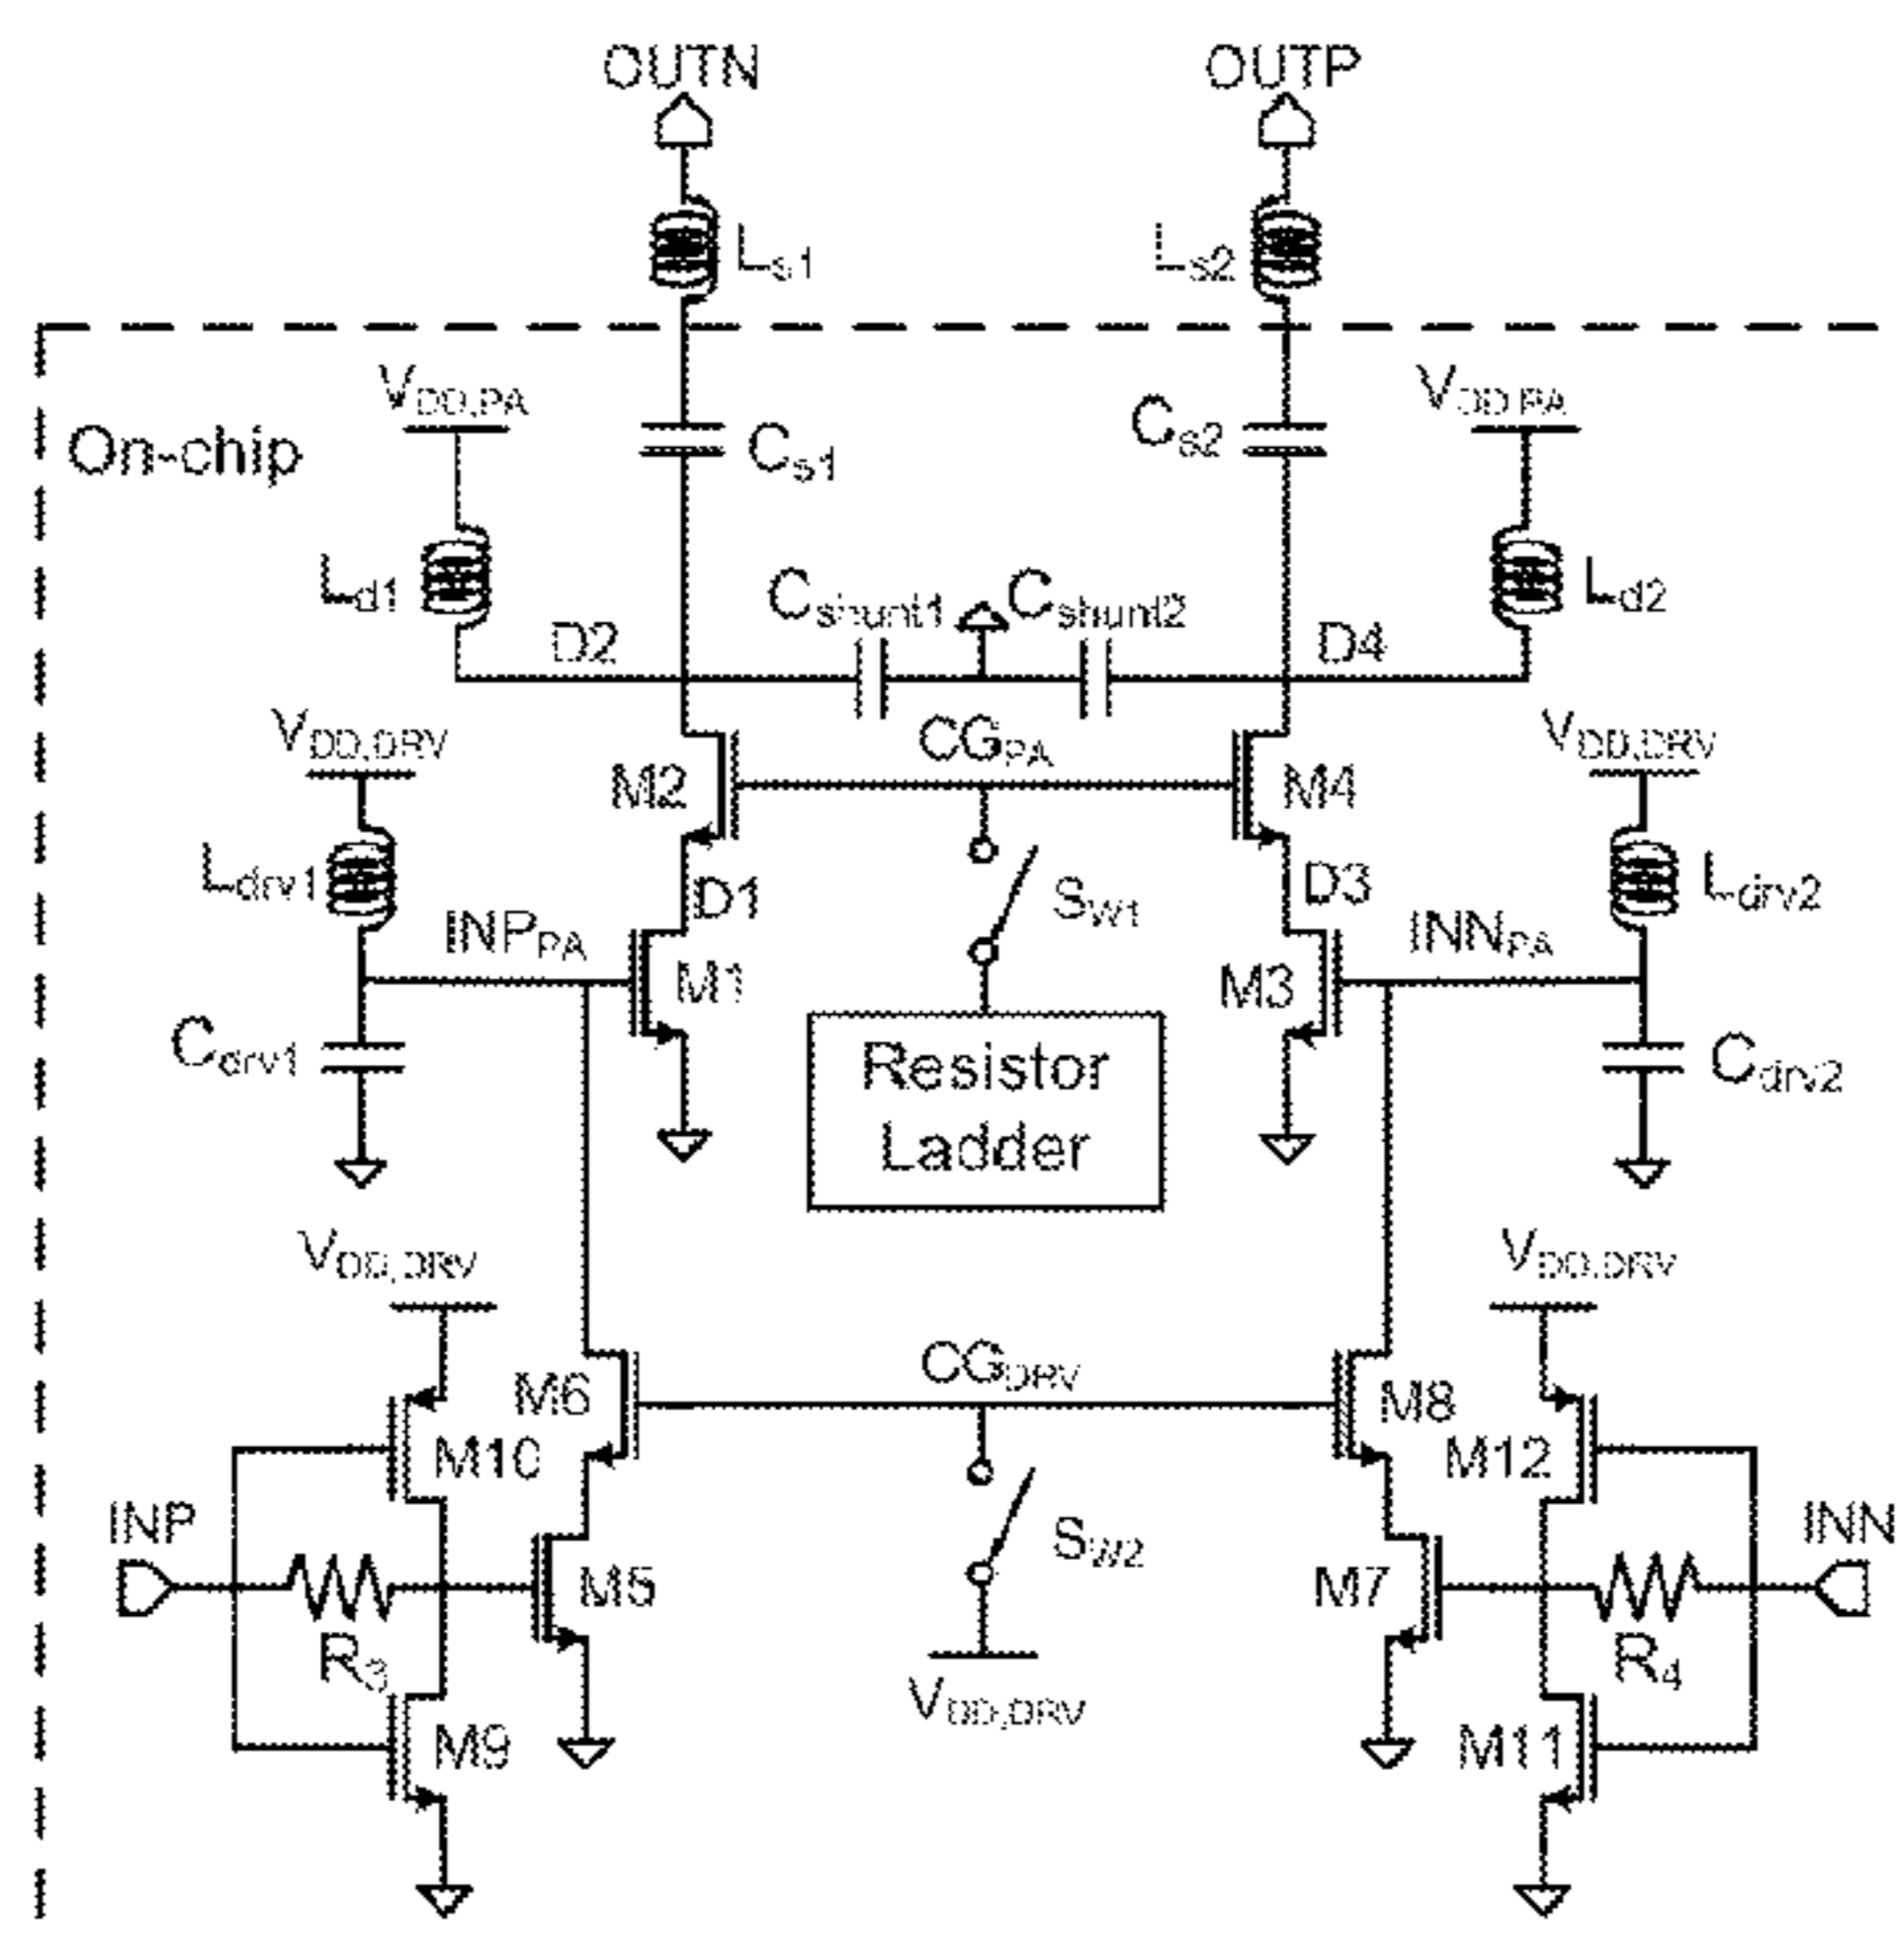 OUTN OUTP
Ls1 Ls2
VDD,PA VDD,PA
On-chip Cs1 Cs2
Ld1 Cshunt1 Cshunt2 Ld2
D2 D4
VDD,DRV CGPA VDD,DRV
M2 M4
Ldrv1 D1 SW1 D3 Ldrv2
INPPA INNPA
M1 M3
Cdrv1 Resistor Cdrv2
Ladder
VDD,DRV VDD,DRV
M6 CGDRV M8
M10 M12
INP SW2 INN
M5 M7
R3 R4
VDD,DRV
M9 M11